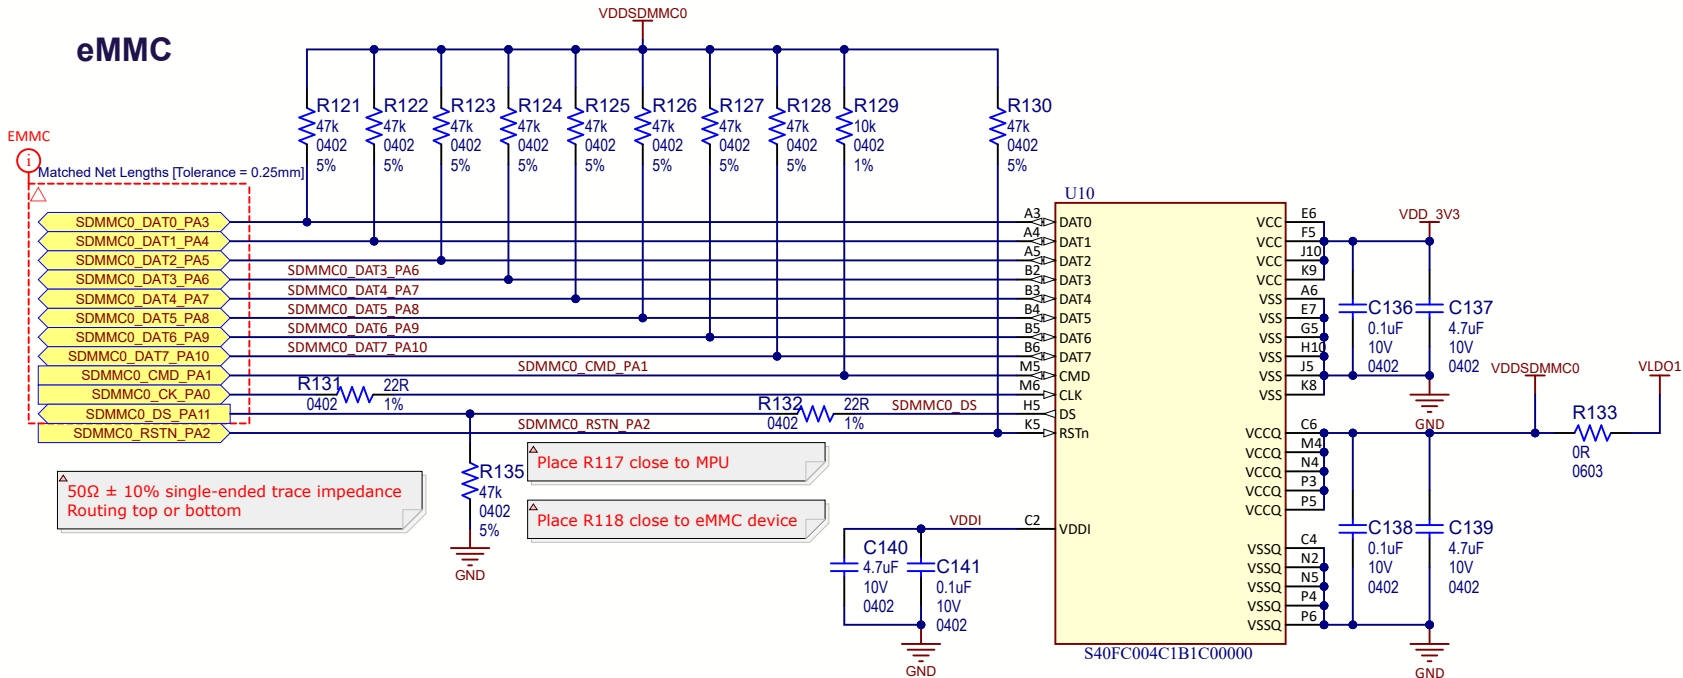 VDDSDMMC0
eMMC
R121
47k
0402
5%
R122
47k
0402
5%
R123
47k
0402
5%
R124
47k
0402
5%
R125
47k
0402
5%
R126
47k
0402
5%
R127
47k
0402
5%
R128
47k
0402
5%
R129
10k
0402
1%
R130
47k
0402
5%
EMMC
i
Matched Net Lengths [Tolerance = 0.25mm]
SDMMC0_DAT0_PA3
SDMMC0_DAT1_PA4
SDMMC0_DAT2_PA5
SDMMC0_DAT3_PA6
SDMMC0_DAT4_PA7
SDMMC0_DAT5_PA8
SDMMC0_DAT6_PA9
SDMMC0_DAT7_PA10
SDMMC0_CMD_PA1
SDMMC0_CK_PA0
SDMMC0_DS_PA11
SDMMC0_RSTN_PA2
SDMMC0_DAT3_PA6
SDMMC0_DAT4_PA7
SDMMC0_DAT5_PA8
SDMMC0_DAT6_PA9
SDMMC0_DAT7_PA10
SDMMC0_CMD_PA1
R131
0402
22R
1%
R132
0402
22R
1%
SDMMC0_DS
SDMMC0_RSTN_PA2
R135
47k
0402
5%
GND
50Ω ± 10% single-ended trace impedance
Routing top or bottom
Place R117 close to MPU
Place R118 close to eMMC device
VDDI
C140
4.7uF
10V
0402
C141
0.1uF
10V
0402
GND
U10
A3 DAT0
A4 DAT1
A5 DAT2
B2 DAT3
B3 DAT4
B4 DAT5
B5 DAT6
B6 DAT7
M5 CMD
M6 CLK
H5 DS
K5 RSTn
C2 VDDI
VCC E6
VCC F5
VCC J10
VCC K9
VSS A6
VSS E7
VSS G5
VSS H10
VSS J5
VSS K8
VCCQ C6
VCCQ M4
VCCQ N4
VCCQ P3
VCCQ P5
VSSQ C4
VSSQ N2
VSSQ N5
VSSQ P4
VSSQ P6
S40FC004C1B1C00000
VDD_3V3
C136
0.1uF
10V
0402
C137
4.7uF
10V
0402
GND
VDDSDMMC0
VLDO1
R133
0R
0603
C138
0.1uF
10V
0402
C139
4.7uF
10V
0402
GND